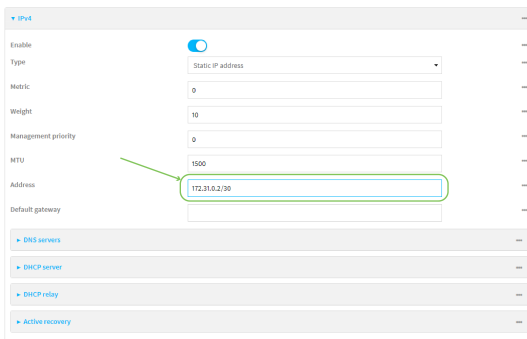 IPv4
Enable
Type Static IP address
Metric 0
Weight 10
Management priority 0
MTU 1500
Address 172.31.0.2/30
Default gateway
DNS servers
DHCP server
DHCP relay
Active recovery